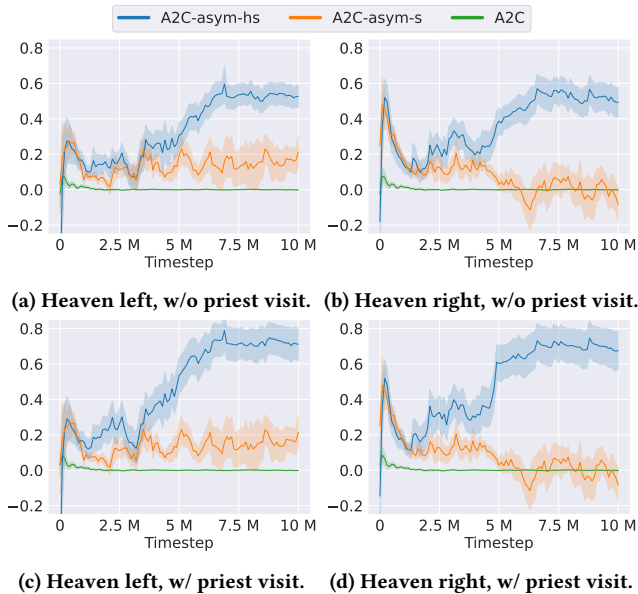 A2C-asym-hs A2C-asym-s A2C
0.8
0.6
0.4
0.2
0.0
−0.2
0 2.5 M 5 M 7.5 M 10 M
Timestep
(a) Heaven left, w/o priest visit.
0.8
0.6
0.4
0.2
0.0
−0.2
0 2.5 M 5 M 7.5 M 10 M
Timestep
(b) Heaven right, w/o priest visit.
0.8
0.6
0.4
0.2
0.0
−0.2
0 2.5 M 5 M 7.5 M 10 M
Timestep
(c) Heaven left, w/ priest visit.
0.8
0.6
0.4
0.2
0.0
−0.2
0 2.5 M 5 M 7.5 M 10 M
Timestep
(d) Heaven right, w/ priest visit.